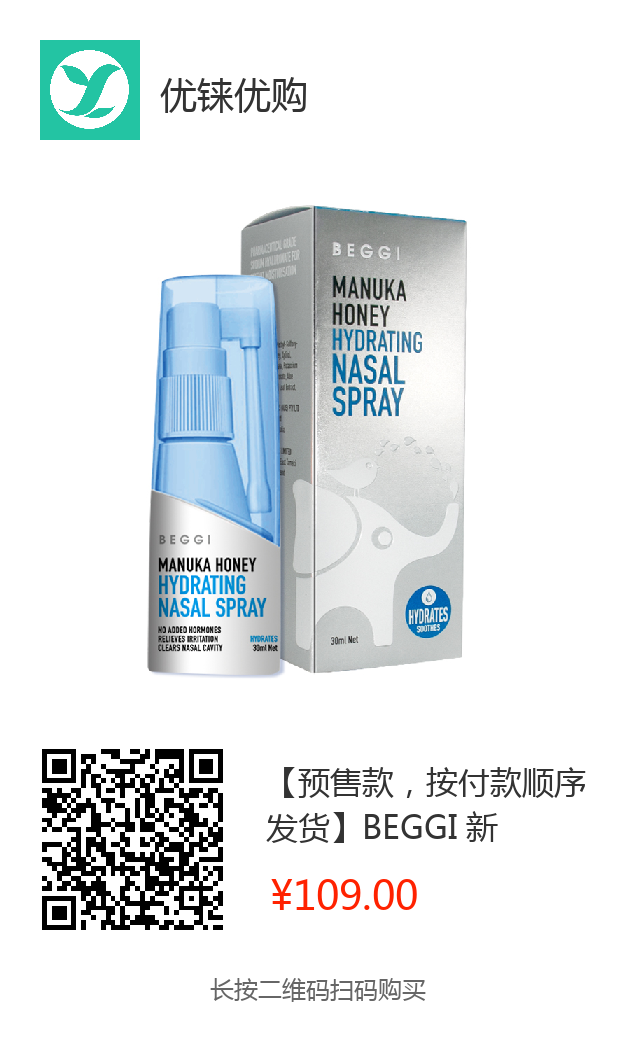 优铼优购
BEGGI
MANUKA
HONEY
HYDRATING
NASAL
SPRAY
HYDRATES
SOOTHES
30ml Net
BEGGI
MANUKA HONEY
HYDRATING
NASAL SPRAY
NO ADDED HORMONES
RELIEVES IRRITATION
CLEARS NASAL CAVITY
HYDRATES
30ml Net
【预售款，按付款顺序
发货】BEGGI 新
¥109.00
长按二维码扫码购买